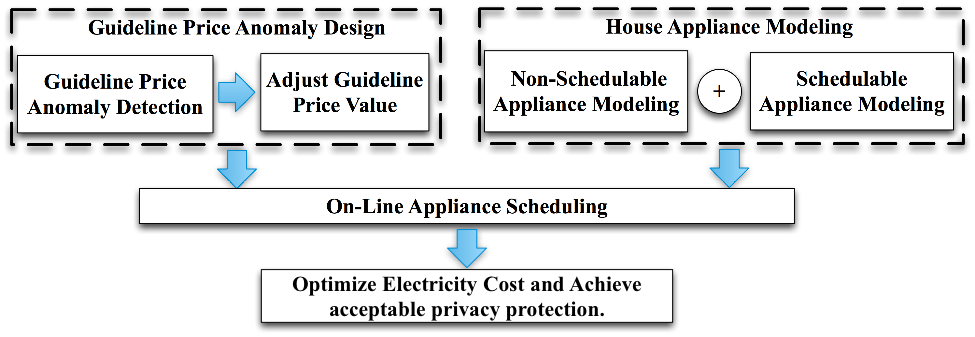 Guideline Price Anomaly Design
Guideline Price
Anomaly Detection
Adjust Guideline
Price Value
House Appliance Modeling
Non-Schedulable
Appliance Modeling
+
Schedulable
Appliance Modeling
On-Line Appliance Scheduling
Optimize Electricity Cost and Achieve
acceptable privacy protection.